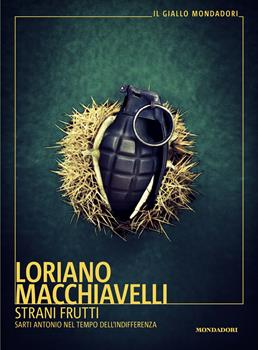 IL GIALLO MONDADORI
LORIANO
MACCHIAVELLI
STRANI FRUTTI
SARTI ANTONIO NEL TEMPO DELL'INDIFFERENZA
MONDADORI